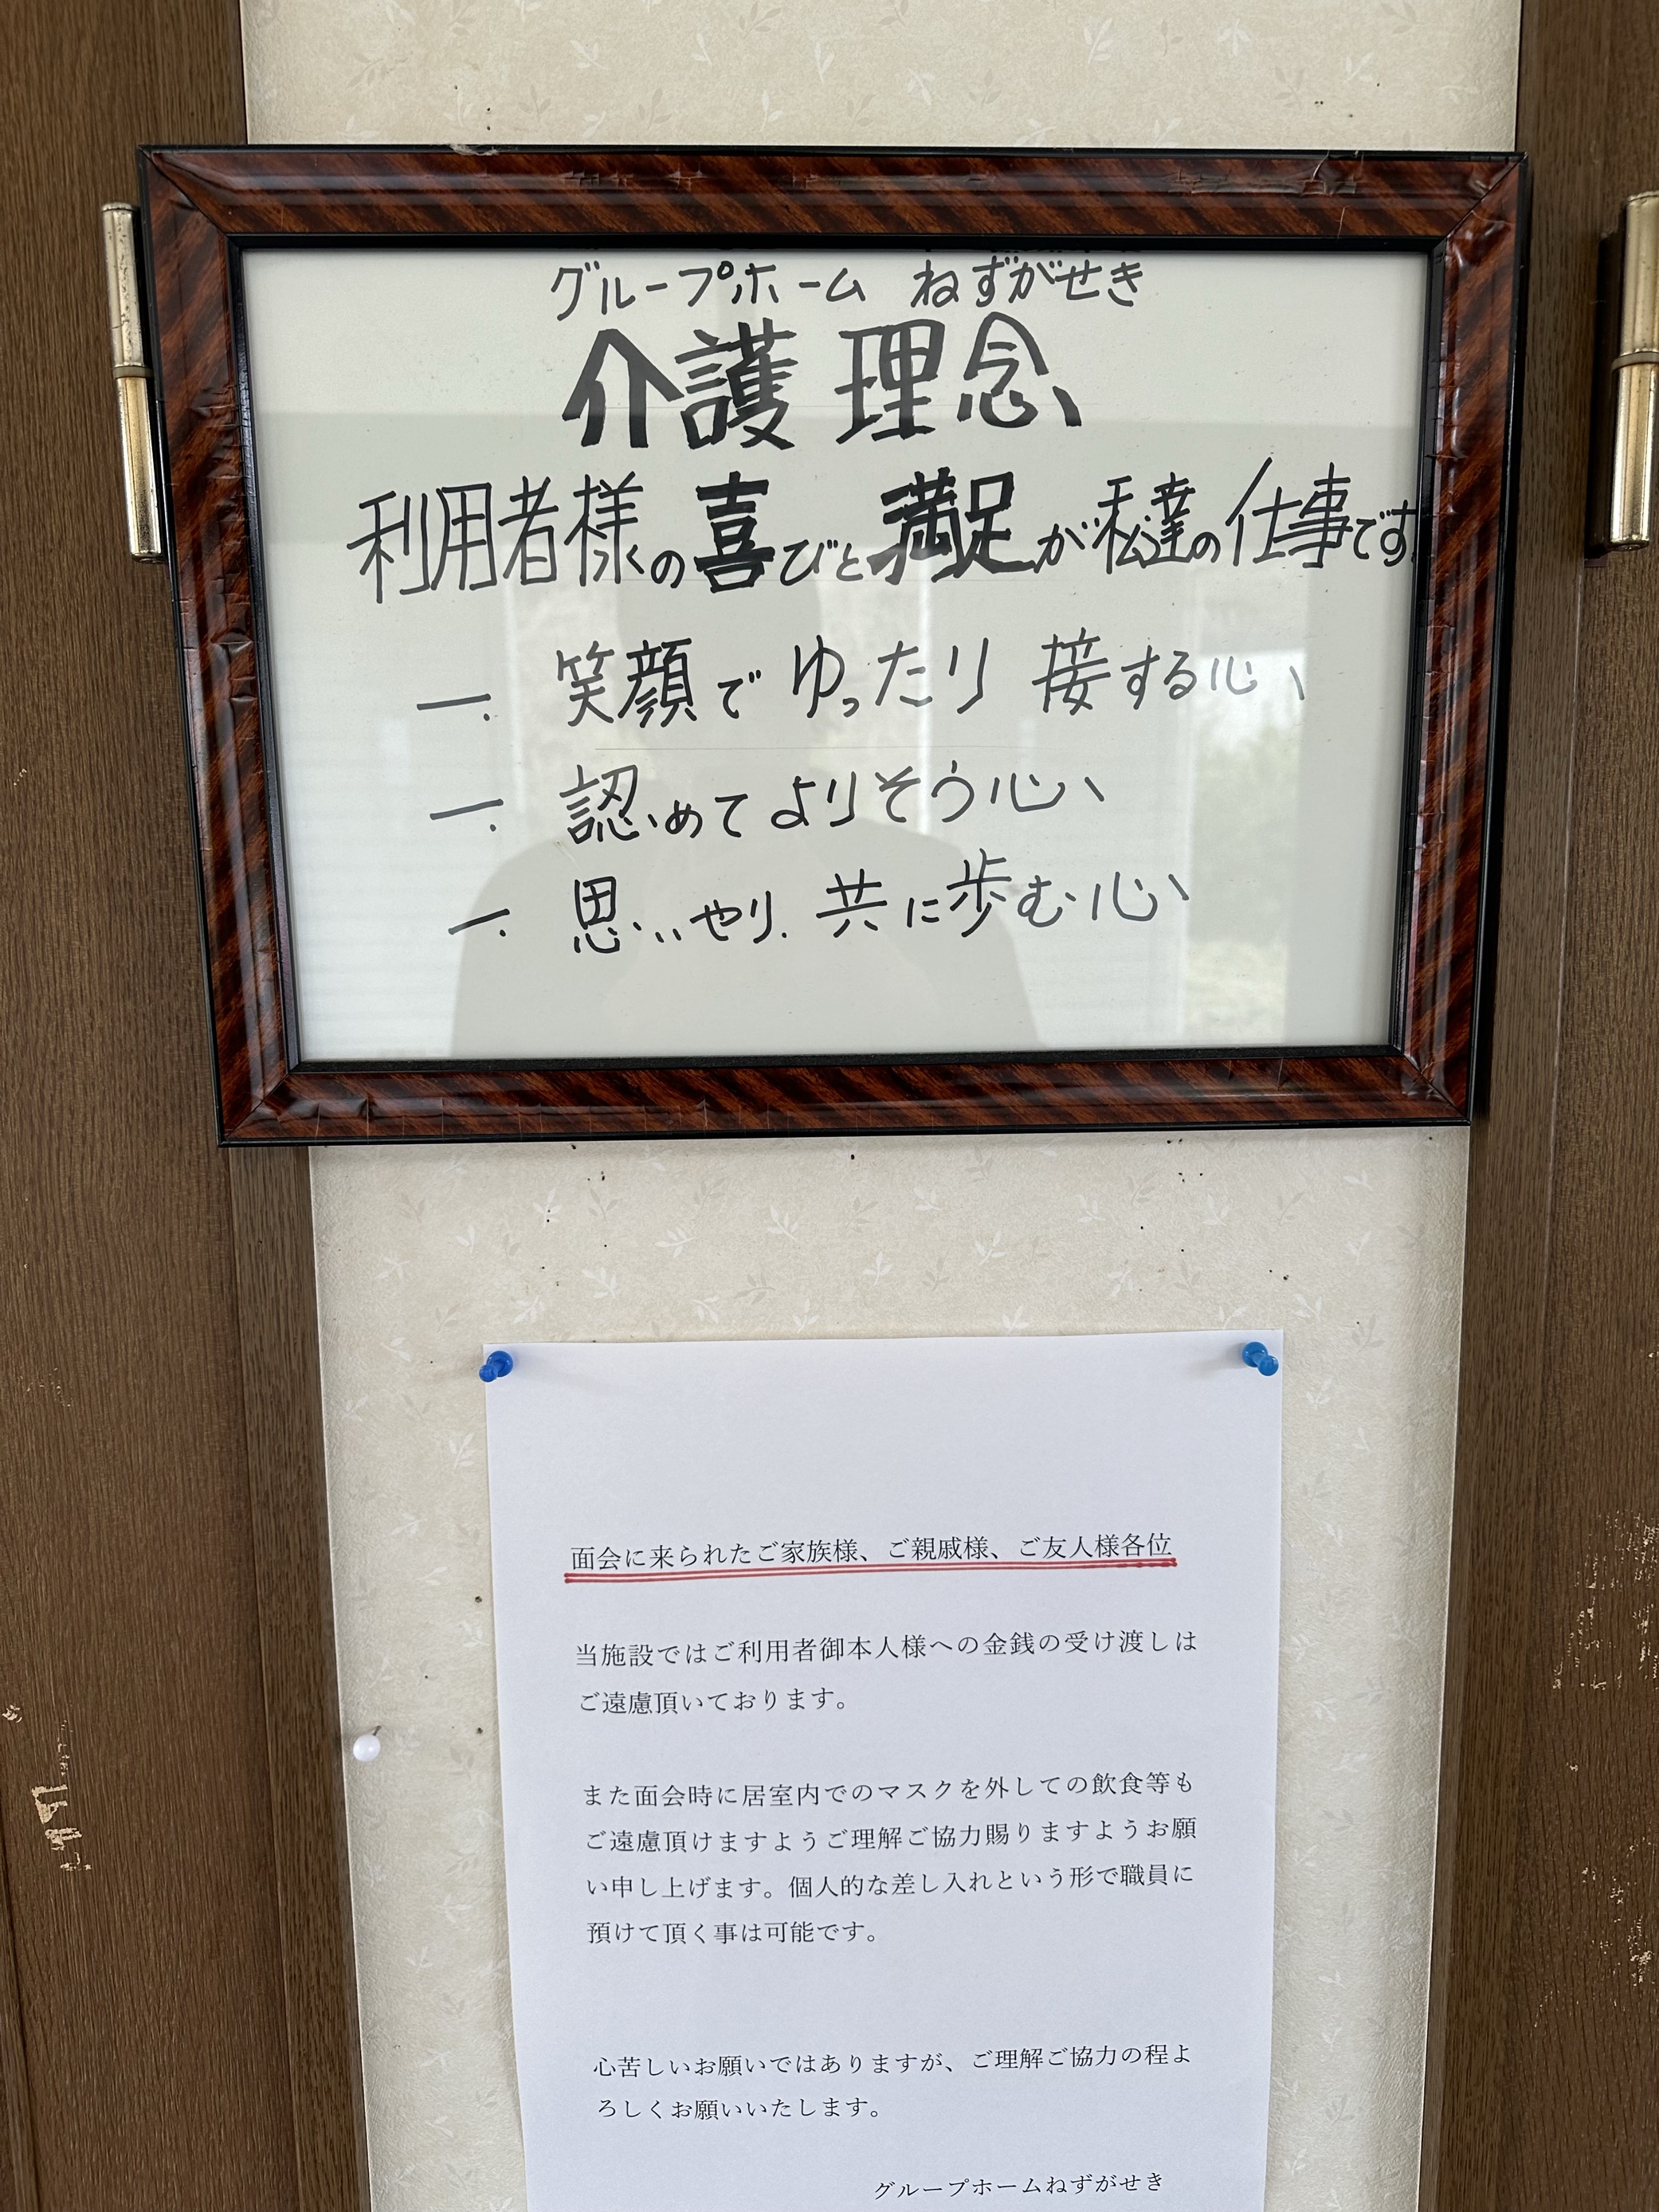 グループホーム ねずがせき
介護 理念
利用者様の喜びと満足が私達の仕事です
一. 笑顔で ゆったり 接する心
一. 認めて よりそう心
一. 思いやり. 共に歩む心
面会に来られたご家族様、ご親戚様、ご友人様各位
当施設ではご利用者御本人様への金銭の受け渡しは
ご遠慮頂いております。
また面会時に居室内でのマスクを外しての飲食等も
ご遠慮頂けますようご理解ご協力賜りますようお願
い申し上げます。個人的な差し入れという形で職員に
預けて頂く事は可能です。
心苦しいお願いではありますが、ご理解ご協力の程よ
ろしくお願いいたします。
グループホームねずがせき